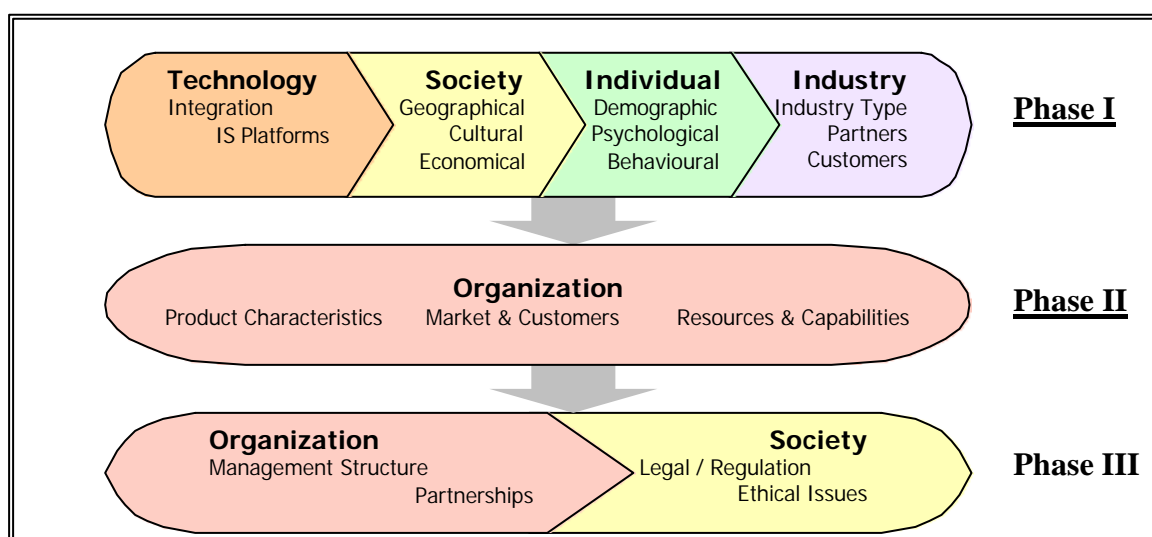 Technology
Integration
IS Platforms
Society
Geographical
Cultural
Economical
Individual
Demographic
Psychological
Behavioural
Industry
Industry Type
Partners
Customers
Phase I
Organization
Product Characteristics
Market & Customers
Resources & Capabilities
Phase II
Organization
Management Structure
Partnerships
Society
Legal / Regulation
Ethical Issues
Phase III